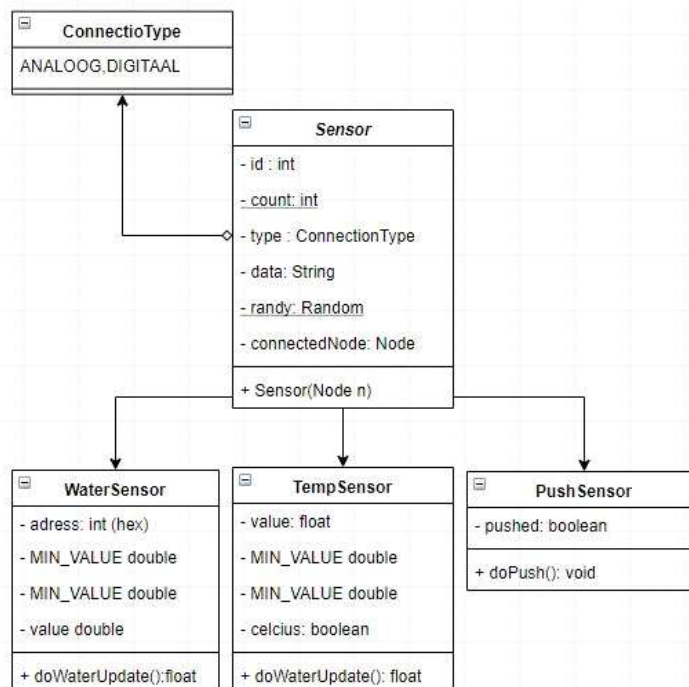 ConnectioType
ANALOOG,DIGITAAL
Sensor
- id : int
- count: int
- type : ConnectionType
- data: String
- randy: Random
- connectedNode: Node
+ Sensor(Node n)
WaterSensor
- adress: int (hex)
- MIN_VALUE double
- MIN_VALUE double
- value double
+ doWaterUpdate():float
TempSensor
- value: float
- MIN_VALUE double
- MIN_VALUE double
- celcius: boolean
+ doWaterUpdate(): float
PushSensor
- pushed: boolean
+ doPush(): void